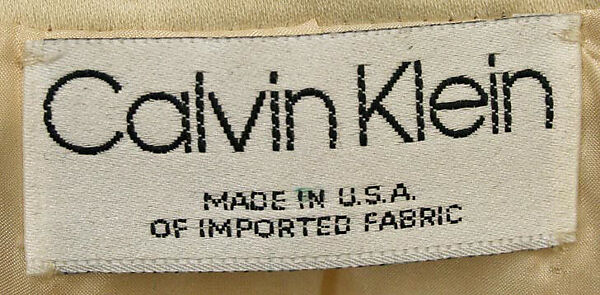 Calvin Klein
MADE IN U.S.A.
OF IMPORTED FABRIC